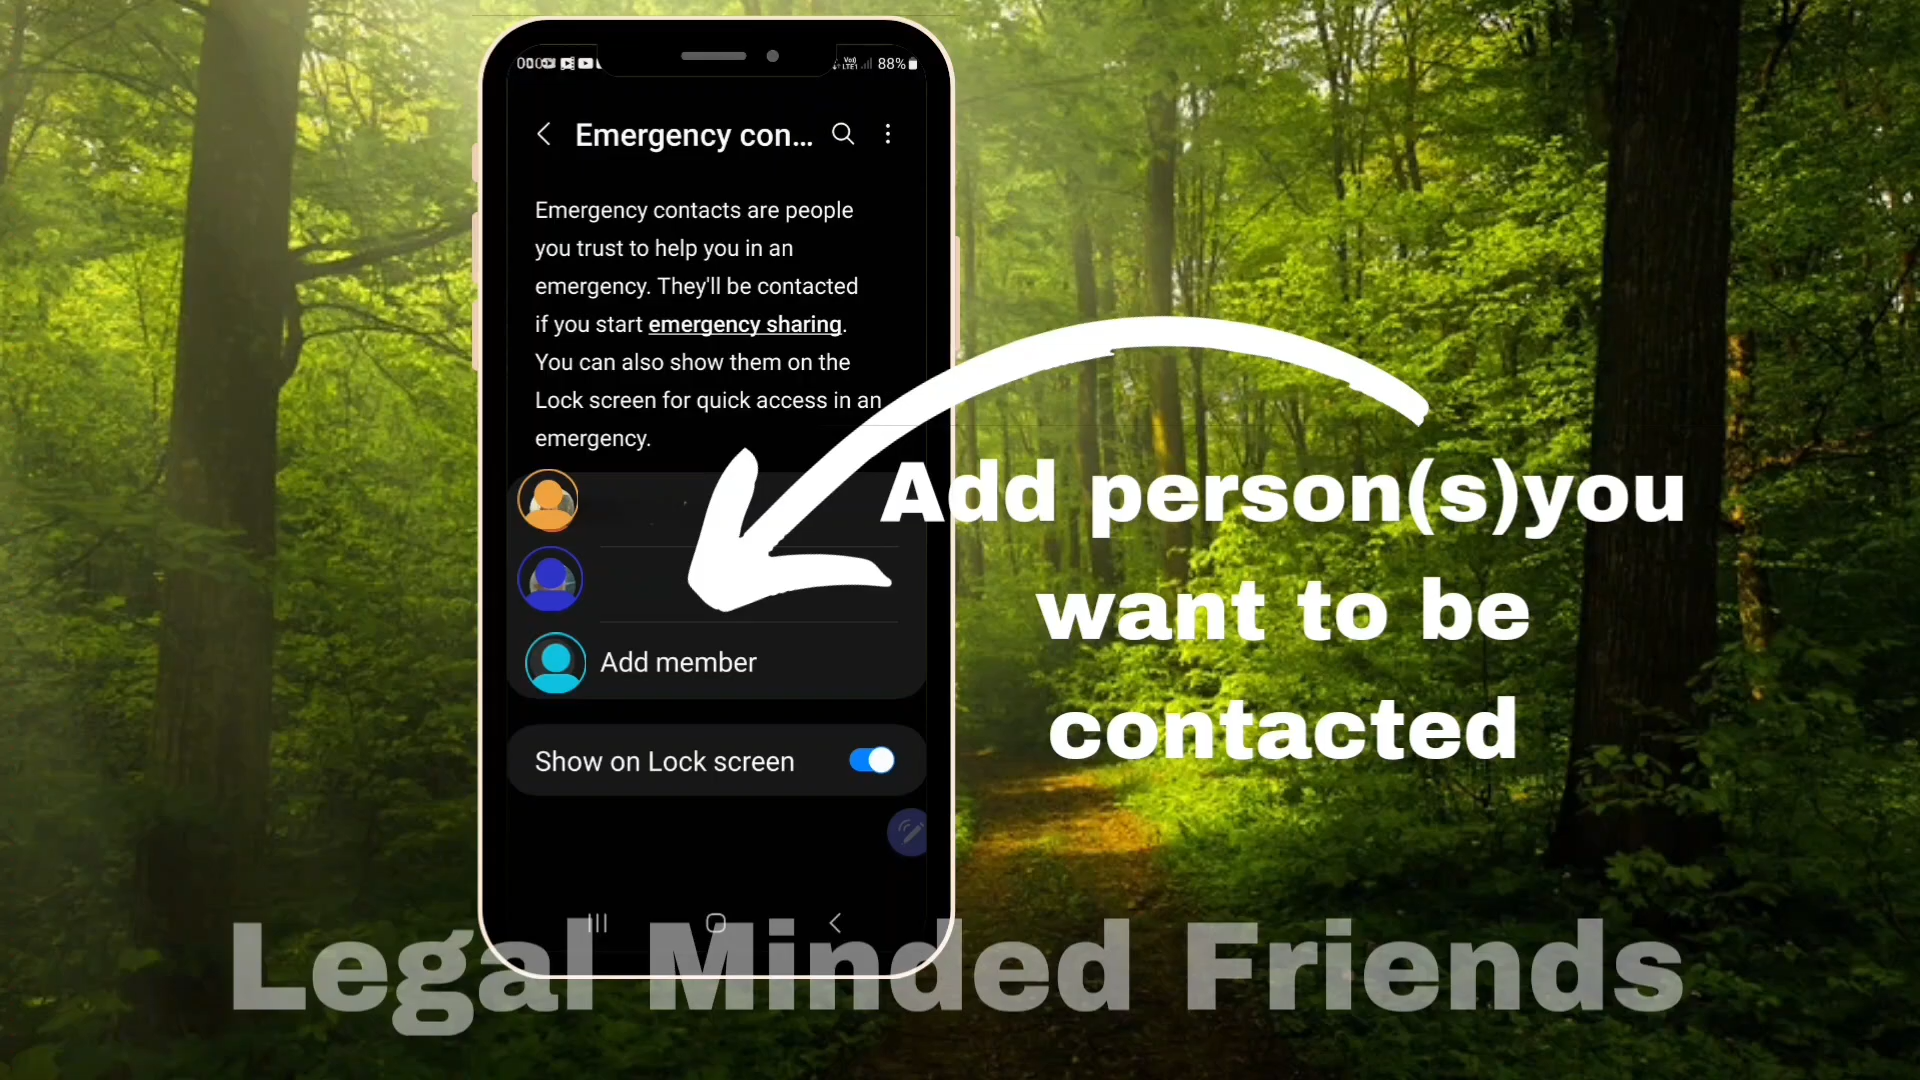 88%
Emergency con...
Emergency contacts are people
you trust to help you in an
emergency. They'll be contacted
if you start emergency sharing.
You can also show them on the
Lock screen for quick access in an
emergency.
Add member
Show on Lock screen
Add person(s)you
want to be
contacted
Legal Minded Friends